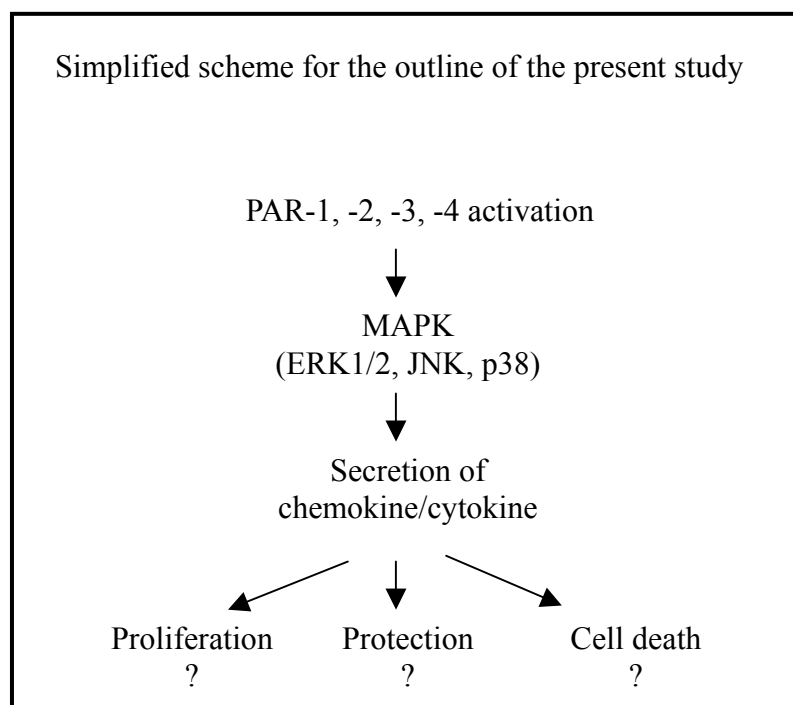 Simplified scheme for the outline of the present study
PAR-1, -2, -3, -4 activation
MAPK
(ERK1/2, JNK, p38)
Secretion of
chemokine/cytokine
Proliferation Protection Cell death
? ? ?